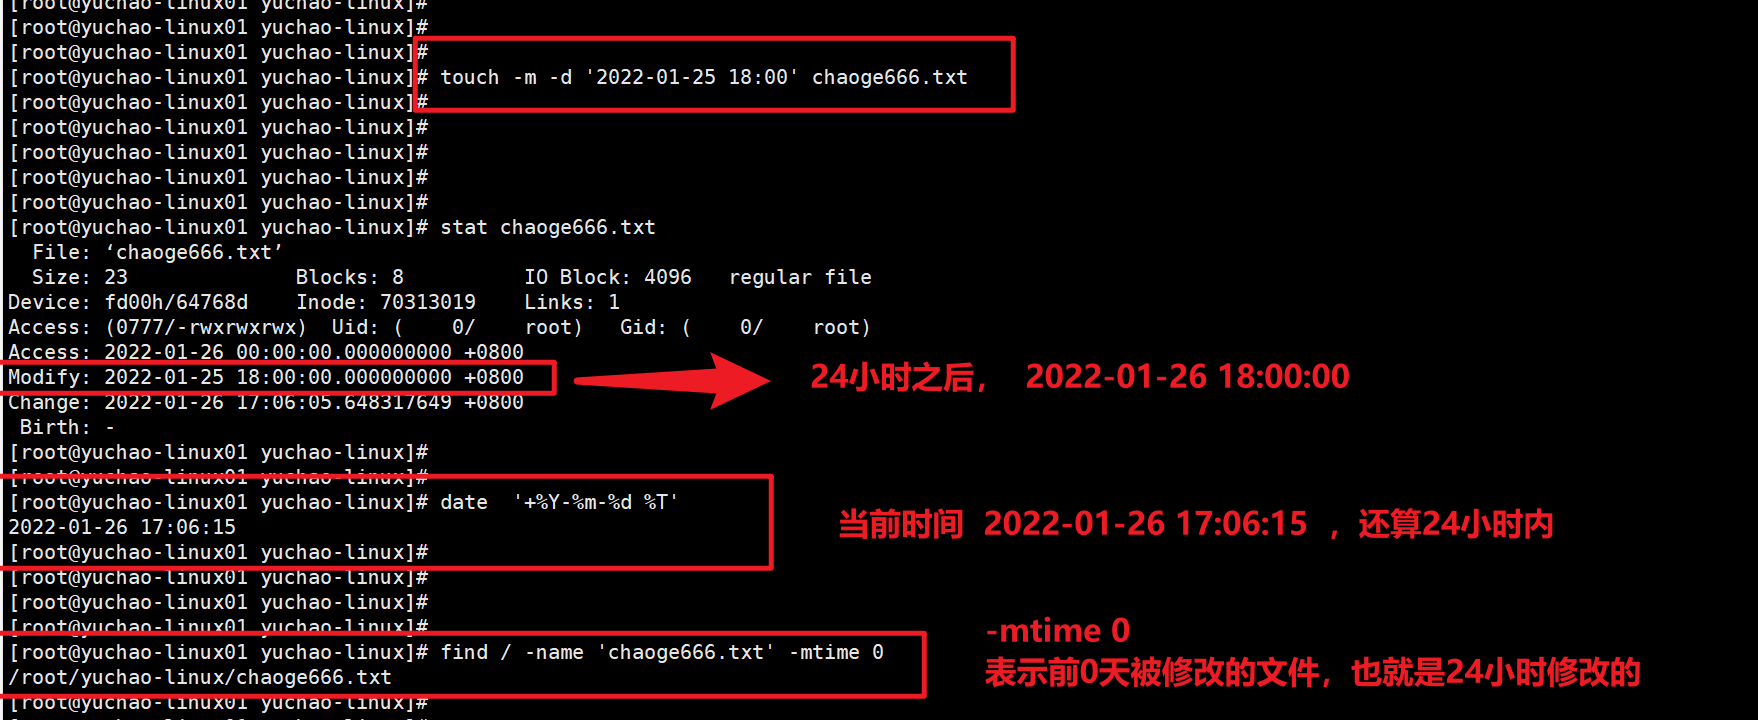 [root@yuchao-linux01 yuchao-linux]#
[root@yuchao-linux01 yuchao-linux]#
[root@yuchao-linux01 yuchao-linux]#
[root@yuchao-linux01 yuchao-linux]# touch -m -d '2022-01-25 18:00' chaoge666.txt
[root@yuchao-linux01 yuchao-linux]#
[root@yuchao-linux01 yuchao-linux]#
[root@yuchao-linux01 yuchao-linux]#
[root@yuchao-linux01 yuchao-linux]#
[root@yuchao-linux01 yuchao-linux]#
[root@yuchao-linux01 yuchao-linux]# stat chaoge666.txt
File: ‘chaoge666.txt’
Size: 23 Blocks: 8 IO Block: 4096 regular file
Device: fd00h/64768d Inode: 70313019 Links: 1
Access: (0777/-rwxrwxrwx) Uid: ( 0/ root) Gid: ( 0/ root)
Access: 2022-01-26 00:00:00.000000000 +0800
Modify: 2022-01-25 18:00:00.000000000 +0800
24小时之后， 2022-01-26 18:00:00
Change: 2022-01-26 17:06:05.648317649 +0800
Birth: -
[root@yuchao-linux01 yuchao-linux]#
[root@yuchao-linux01 yuchao-linux]#
[root@yuchao-linux01 yuchao-linux]# date '+%Y-%m-%d %T'
2022-01-26 17:06:15
当前时间 2022-01-26 17:06:15 ，还算24小时内
[root@yuchao-linux01 yuchao-linux]#
[root@yuchao-linux01 yuchao-linux]#
[root@yuchao-linux01 yuchao-linux]#
[root@yuchao-linux01 yuchao-linux]#
[root@yuchao-linux01 yuchao-linux]# find / -name 'chaoge666.txt' -mtime 0
/root/yuchao-linux/chaoge666.txt
-mtime 0
表示前0天被修改的文件，也就是24小时修改的
[root@yuchao-linux01 yuchao-linux]#